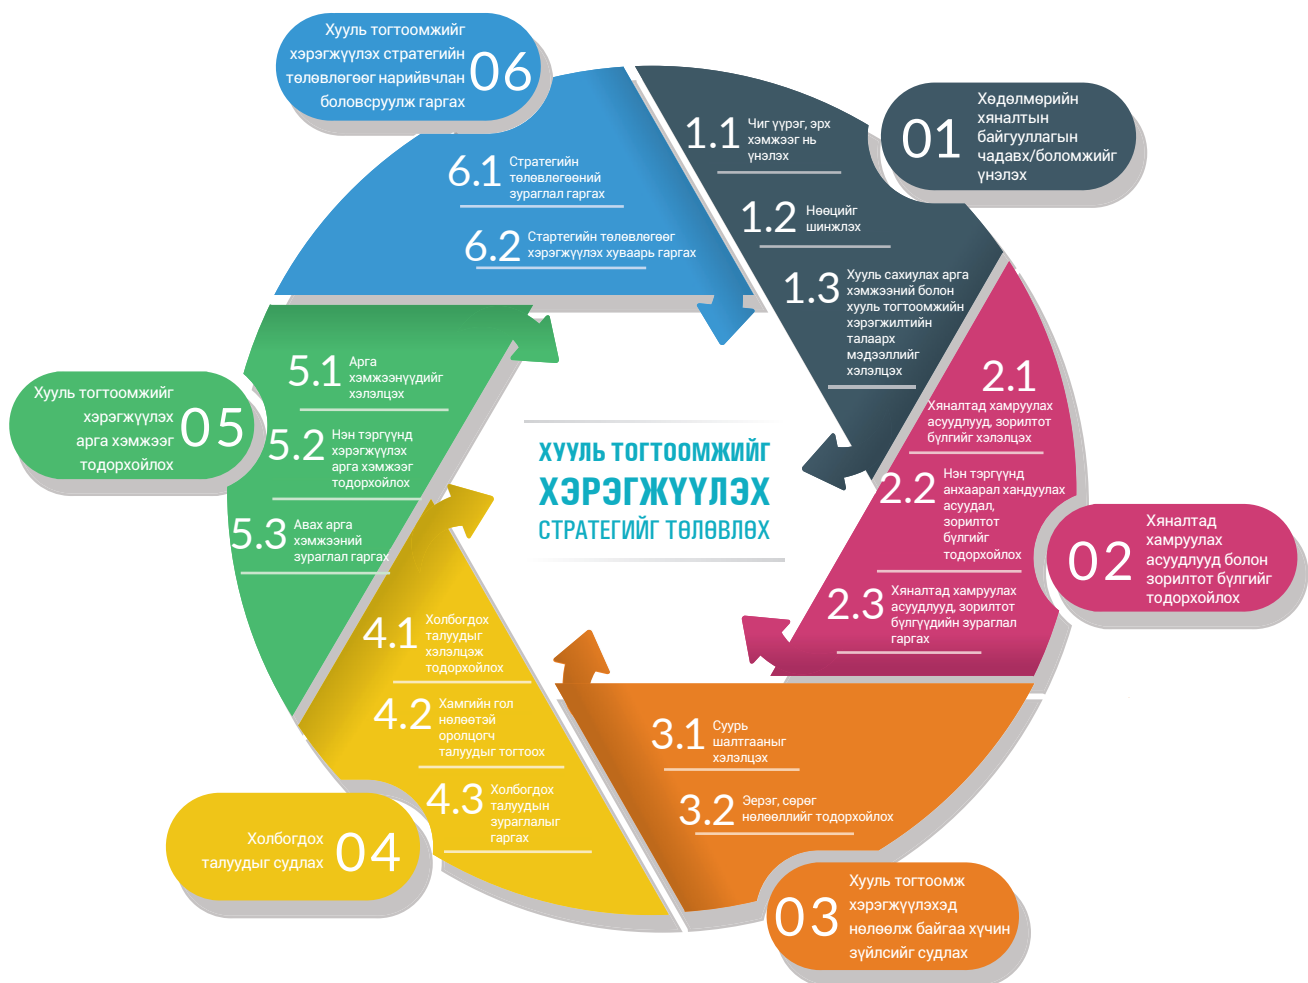 ХУУЛЬ ТОГТООМЖИЙГ
ХЭРЭГЖҮҮЛЭХ
СТРАТЕГИЙГ ТӨЛӨВЛӨХ
01
Хөдөлмөрийн
хяналтын
байгууллагын
чадавх/боломжийг
үнэлэх
1.1
Чиг үүрэг, эрх
хэмжээг нь
үнэлэх
1.2
Нөөцийг
шинжлэх
1.3
Хууль сахиулах арга
хэмжээний болон
хууль тогтоомжийн
хэрэгжилтийн
талаарх
мэдээллийг
хэлэлцэх
02
Хяналтад
хамруулах
асуудлууд болон
зорилтот бүлгийг
тодорхойлох
2.1
Хяналтад хамруулах
асуудлууд, зорилтот
бүлгийг хэлэлцэх
2.2
Нэн тэргүүнд
анхаарал хандуулах
асуудал,
зорилтот
бүлгийг
тодорхойлох
2.3
Хяналтад хамруулах
асуудлууд, зорилтот
бүлгүүдийн зураглал
гаргах
03
Хууль тогтоомж
хэрэгжүүлэхэд
нөлөөлж байгаа хүчин
зүйлсийг судлах
3.1
Суурь
шалтгааныг
хэлэлцэх
3.2
Эерэг, сөрөг
нөлөөллийг тодорхойлох
04
Холбогдох
талуудыг судлах
4.1
Холбогдох
талуудыг
хэлэлцэж
тодорхойлох
4.2
Хамгийн гол
нөлөөтэй
оролцогч
талуудыг тогтоох
4.3
Холбогдох
талуудын
зураглалыг
гаргах
05
Хууль тогтоомжийг
хэрэгжүүлэх
арга хэмжээг
тодорхойлох
5.1
Арга
хэмжээнүүдийг
хэлэлцэх
5.2
Нэн тэргүүнд
хэрэгжүүлэх
арга хэмжээг
тодорхойлох
5.3
Авах арга
хэмжээний
зураглал гаргах
06
Хууль тогтоомжийг
хэрэгжүүлэх стратегийн
төлөвлөгөөг нарийвчлан
боловсруулж гаргах
6.1
Стратегийн
төлөвлөгөөний
зураглал гаргах
6.2
Стартегийн төлөвлөгөөг
хэрэгжүүлэх хуваарь гаргах